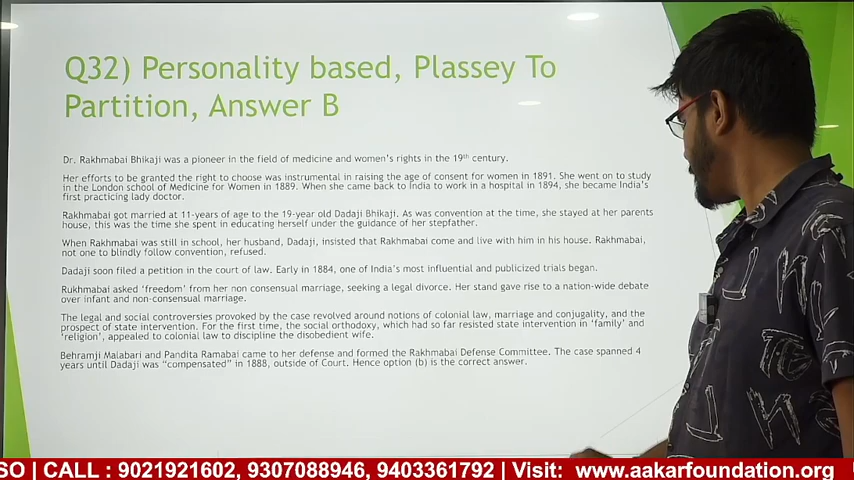 Q32) Personality based, Plassey To
Partition, Answer B
Dr. Rakhmabai Bhikaji was a pioneer in the field of medicine and women's rights in the 19th century.
Her efforts to be granted the right to choose was instrumental in raising the age of consent for women in 1891. She went on to study
in the London school of Medicine for Women in 1889. When she came back to India to work in a hospital in 1894, she became India's
first practicing lady doctor.
Rakhmabai got married at 11-years of age to the 19-year old Dadaji Bhikaji. As was convention at the time, she stayed at her parents
house, this was the time she spent in educating herself under the guidance of her stepfather.
When Rakhmabai was still in school, her husband, Dadaji, insisted that Rakhmabai come and live with him in his house. Rakhmabai,
not one to blindly follow convention, refused.
Dadaji soon filed a petition in the court of law. Early in 1884, one of India's most influential and publicized trials began.
Rukhmabai asked 'freedom' from her non consensual marriage, seeking a legal divorce. Her stand gave rise to a nation-wide debate
over infant and non-consensual marriage.
The legal and social controversies provoked by the case revolved around notions of colonial law, marriage and conjugality, and the
prospect of state intervention. For the first time, the social orthodoxy, which had so far resisted state intervention in 'family' and
'religion', appealed to colonial law to discipline the disobedient wife.
Behramji Malabari and Pandita Ramabai came to her defense and formed the Rakhmabai Defense Committee. The case spanned 4
years until Dadaji was "compensated" in 1888, outside of Court. Hence option (b) is the correct answer.
SO | CALL : 9021921602, 9307088946, 9403361792 | Visit: www.aakarfoundation.org